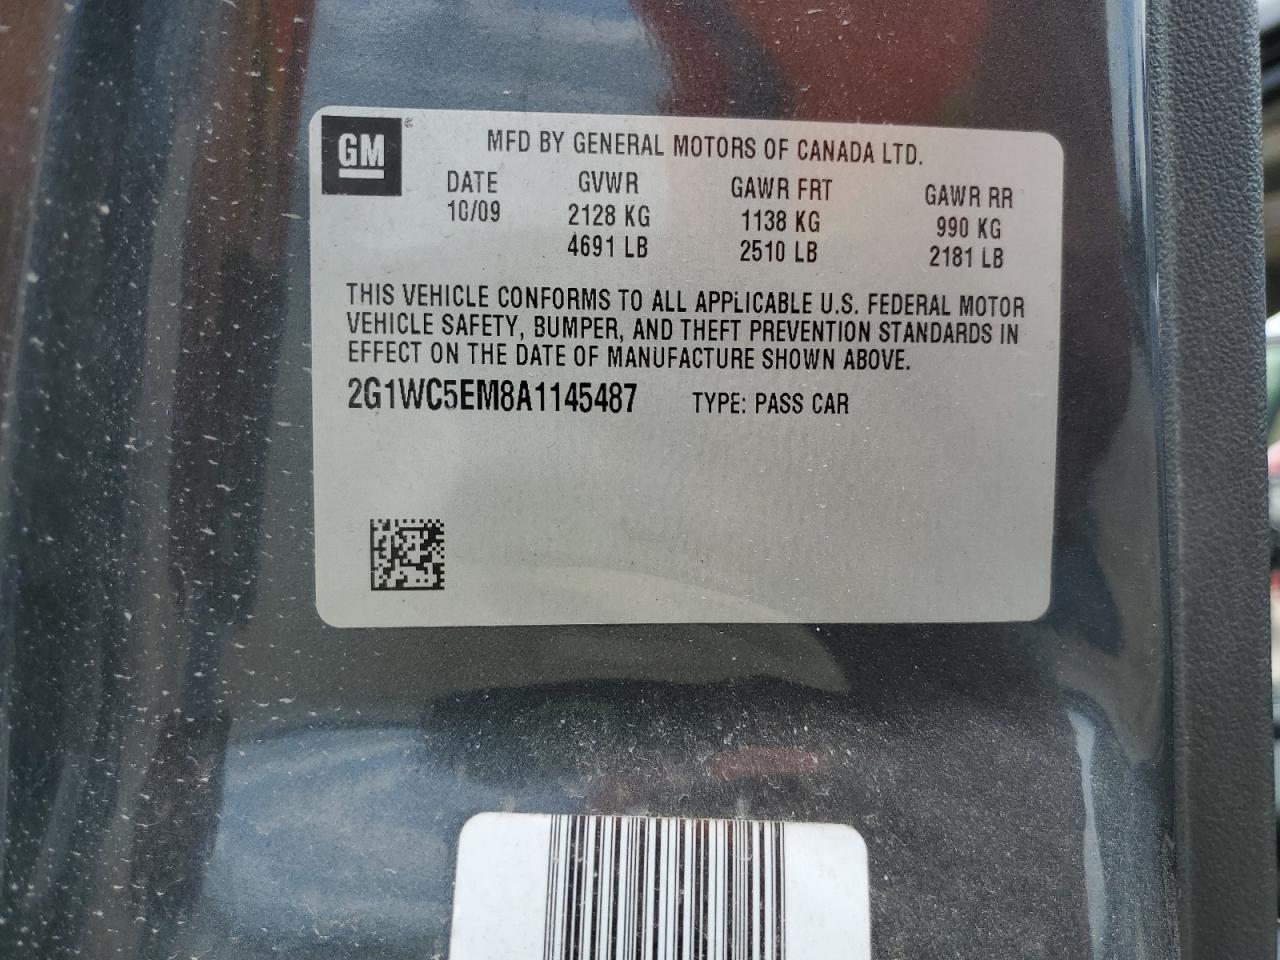 GM
MFD BY GENERAL MOTORS OF CANADA LTD.
DATE GVWR GAWR FRT GAWR RR
10/09 2128 KG 1138 KG 990 KG
4691 LB 2510 LB 2181 LB
THIS VEHICLE CONFORMS TO ALL APPLICABLE U.S. FEDERAL MOTOR
VEHICLE SAFETY, BUMPER, AND THEFT PREVENTION STANDARDS IN
EFFECT ON THE DATE OF MANUFACTURE SHOWN ABOVE.
2G1WC5EM8A1145487 TYPE: PASS CAR